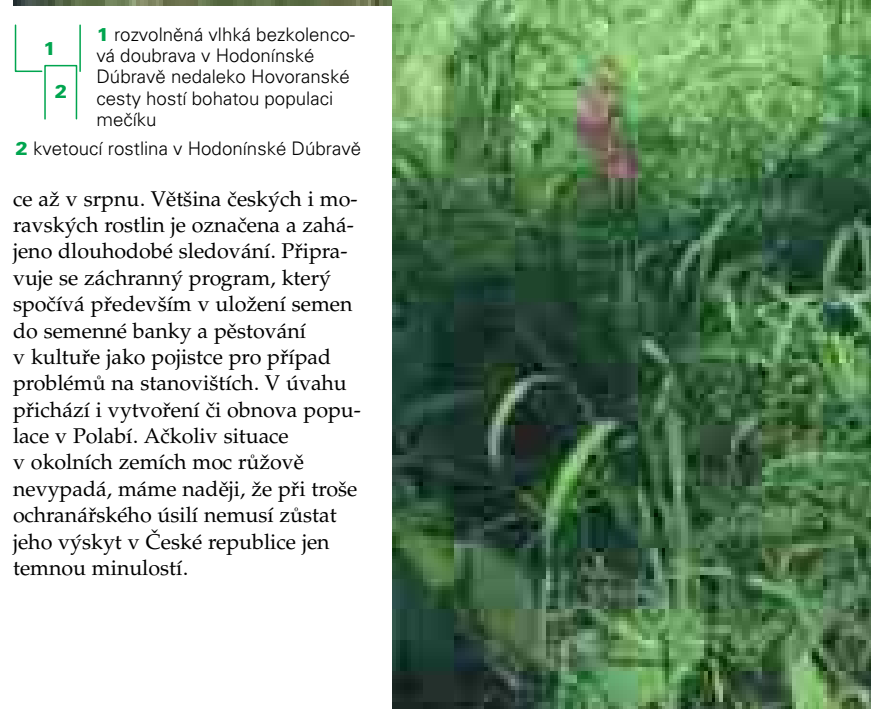 1
2
1 rozvolněná vlhká bezkolenco-
vá doubrava v Hodonínské
Dúbravě nedaleko Hovoranské
cesty hostí bohatou populaci
mečíku
2 kvetoucí rostlina v Hodonínské Dúbravě
ce až v srpnu. Většina českých i mo-
ravských rostlin je označena a zahá-
jeno dlouhodobé sledování. Připra-
vuje se záchranný program, který
spočívá především v uložení semen
do semenné banky a pěstování
v kultuře jako pojistce pro případ
problémů na stanovištích. V úvahu
přichází i vytvoření či obnova popu-
lace v Polabí. Ačkoliv situace
v okolních zemích moc růžově
nevypadá, máme naději, že při troše
ochranářského úsilí nemusí zůstat
jeho výskyt v České republice jen
temnou minulostí.